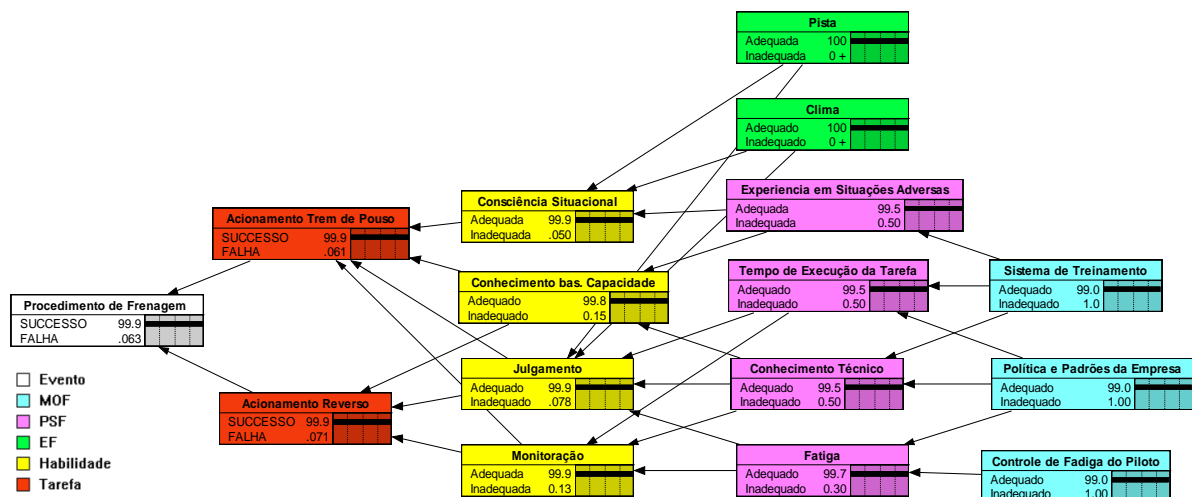 Pista
Adequada 100
Inadequada 0 +
Clima
Adequado 100
Inadequado 0 +
Experiencia em Situações Adversas
Adequada 99.5
Inadequada 0.50
Consciência Situacional
Adequada 99.9
Inadequada .050
Acionamento Trem de Pouso
SUCCESSO 99.9
FALHA .061
Tempo de Execução da Tarefa
Adequado 99.5
Inadequado 0.50
Sistema de Treinamento
Adequado 99.0
Inadequado 1.0
Conhecimento bas. Capacidade
Adequado 99.8
Inadequado 0.15
Procedimento de Frenagem
SUCCESSO 99.9
FALHA .063
Julgamento
Adequado 99.9
Inadequado .078
Conhecimento Técnico
Adequado 99.5
Inadequado 0.50
Política e Padrões da Empresa
Adequado 99.0
Inadequado 1.00
Acionamento Reverso
SUCCESSO 99.9
FALHA .071
Monitoração
Adequada 99.9
Inadequada 0.13
Fatiga
Adequado 99.7
Inadequado 0.30
Controle de Fadiga do Piloto
Adequado 99.0
Inadequado 1.00
Evento
MOF
PSF
EF
Habilidade
Tarefa